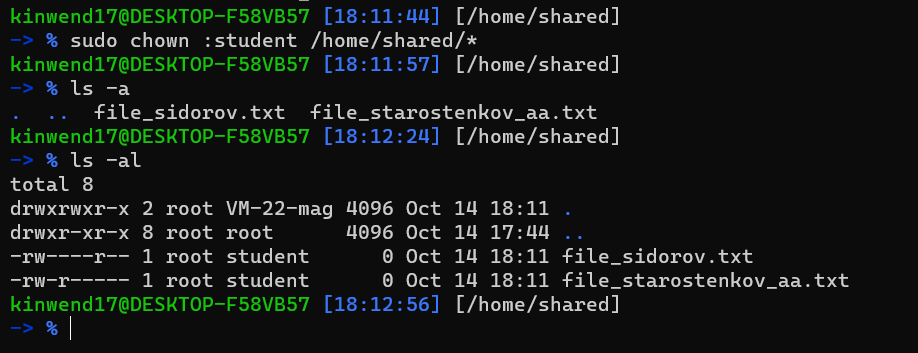 kinwend17@DESKTOP-F58VB57 [18:11:44] [/home/shared]
-> % sudo chown :student /home/shared/*
kinwend17@DESKTOP-F58VB57 [18:11:57] [/home/shared]
-> % ls -a
.  ..  file_sidorov.txt  file_starostenkov_aa.txt
kinwend17@DESKTOP-F58VB57 [18:12:24] [/home/shared]
-> % ls -al
total 8
drwxrwxr-x 2 root VM-22-mag 4096 Oct 14 18:11 .
drwxr-xr-x 8 root root      4096 Oct 14 17:44 ..
-rw----r-- 1 root student      0 Oct 14 18:11 file_sidorov.txt
-rw-r----- 1 root student      0 Oct 14 18:11 file_starostenkov_aa.txt
kinwend17@DESKTOP-F58VB57 [18:12:56] [/home/shared]
-> %